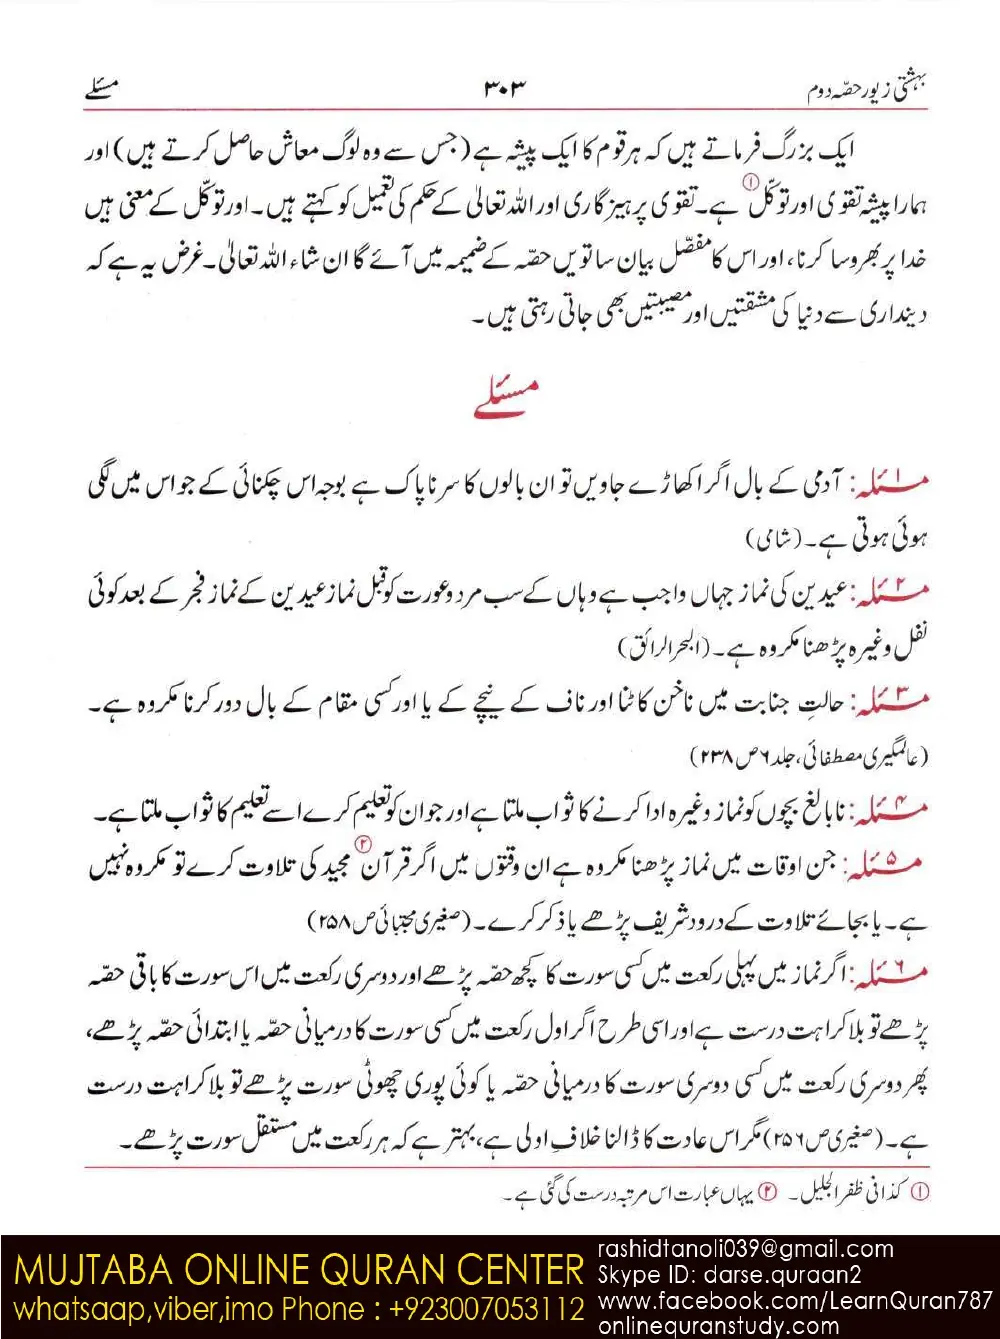 بہشتی زیور حصّہ دوم ۳۰۳ مسئلے
ایک بزرگ فرماتے ہیں کہ ہر قوم کا ایک پیشہ ہے (جس سے وہ لوگ معاش حاصل کرتے ہیں) اور
ہمارا پیشہ تقویٰ اور توکّل ① ہے۔ تقویٰ پرہیزگاری اور اللہ تعالیٰ کے حکم کی تعمیل کو کہتے ہیں۔ اور توکّل کے معنی ہیں
خدا پر بھروسا کرنا، اور اس کا مفصّل بیان ساتویں حصّہ کے ضمیمہ میں آئے گا ان شاء اللہ تعالیٰ۔ غرض یہ ہے کہ
دینداری سے دنیا کی مشقتیں اور مصیبتیں بھی جاتی رہتی ہیں۔
مسئلے
مسئلہ ۱: آدمی کے بال اگر اکھاڑے جاویں تو ان بالوں کا سر ناپاک ہے بوجہ اس چکنائی کے جو اس میں لگی
ہوئی ہوتی ہے۔ (شامی)
مسئلہ ۲: عیدین کی نماز جہاں واجب ہے وہاں کے سب مرد و عورت کو قبل نماز عیدین کے نماز فجر کے بعد کوئی
نفل وغیرہ پڑھنا مکروہ ہے۔ (البحرالرائق)
مسئلہ ۳: حالتِ جنابت میں ناخن کاٹنا اور ناف کے نیچے کے یا اور کسی مقام کے بال دور کرنا مکروہ ہے۔
(عالمگیری مصطفائی، جلد ۶ ص ۲۳۸)
مسئلہ ۴: نابالغ بچوں کو نماز وغیرہ ادا کرنے کا ثواب ملتا ہے اور جو ان کو تعلیم کرے اسے تعلیم کا ثواب ملتا ہے۔
مسئلہ ۵: جن اوقات میں نماز پڑھنا مکروہ ہے ان وقتوں میں اگر قرآن ② مجید کی تلاوت کرے تو مکروہ نہیں
ہے۔ یا بجائے تلاوت کے درود شریف پڑھے یا ذکر کرے۔ (صغیری مجتبائی ص ۲۵۸)
مسئلہ ۶: اگر نماز میں پہلی رکعت میں کسی سورت کا کچھ حصّہ پڑھے اور دوسری رکعت میں اس سورت کا باقی حصّہ
پڑھے تو بلا کراہت درست ہے اور اسی طرح اگر اول رکعت میں کسی سورت کا درمیانی حصّہ یا ابتدائی حصّہ پڑھے،
پھر دوسری رکعت میں کسی دوسری سورت کا درمیانی حصّہ یا کوئی پوری چھوٹی سورت پڑھے تو بلا کراہت درست
ہے۔ (صغیری ص ۲۵۶) مگر اس عادت کا ڈالنا خلافِ اولی ہے، بہتر ہے کہ ہر رکعت میں مستقل سورت پڑھے۔
① کذا فی ظفر الجلیل۔ ② یہاں عبارت اس مرتبہ درست کی گئی ہے۔
MUJTABA ONLINE QURAN CENTER
whatsaap,viber,imo Phone : +923007053112
rashidtanoli039@gmail.com
Skype ID: darse.quraan2
www.facebook.com/LearnQuran787
onlinequranstudy.com